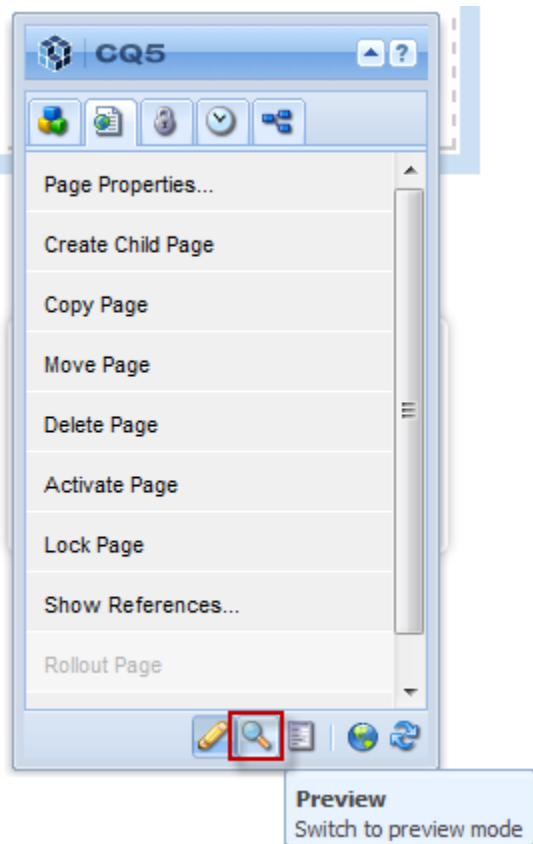 CQ5
?
Page Properties...
Create Child Page
Copy Page
Move Page
Delete Page
Activate Page
Lock Page
Show References...
Rollout Page
Preview
Switch to preview mode